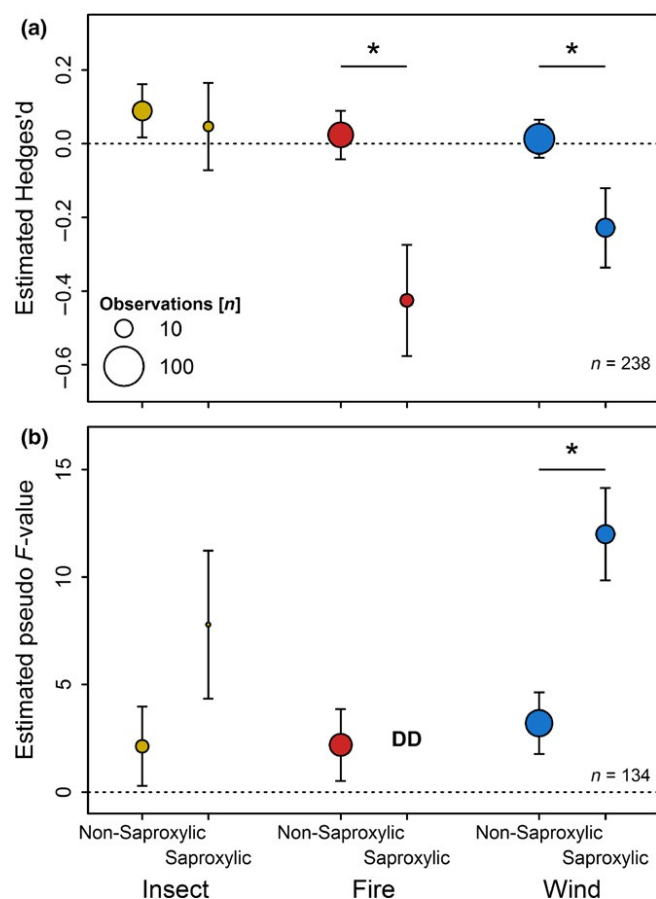 (a)
Estimated Hedges'd
0.2
0.0
−0.2
−0.4
−0.6
*
*
Observations [n]
10
100
n = 238
(b)
Estimated pseudo F-value
15
10
5
0
*
DD
n = 134
Non-Saproxylic
Saproxylic
Non-Saproxylic
Saproxylic
Non-Saproxylic
Saproxylic
Insect
Fire
Wind